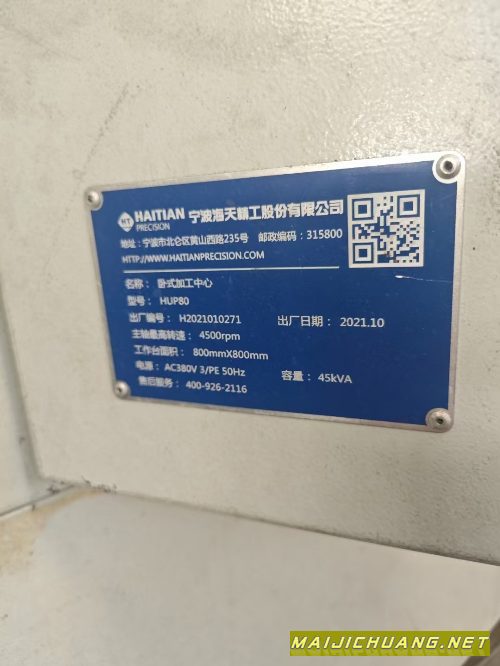 HT HAITIAN PRECISION 宁波海天精工股份有限公司
地址：宁波市北仑区黄山西路235号 邮政编码：315800
HTTP://WWW.HAITIANPRECISION.COM
名称：卧式加工中心
型号：HUP80
出厂编号：H2021010271 出厂日期：2021.10
主轴最高转速：4500rpm
工作台面积：800mmX800mm
电源：AC380V 3/PE 50Hz 容量：45kVA
售后服务：400-926-2116
MAIJICHUANG.NET